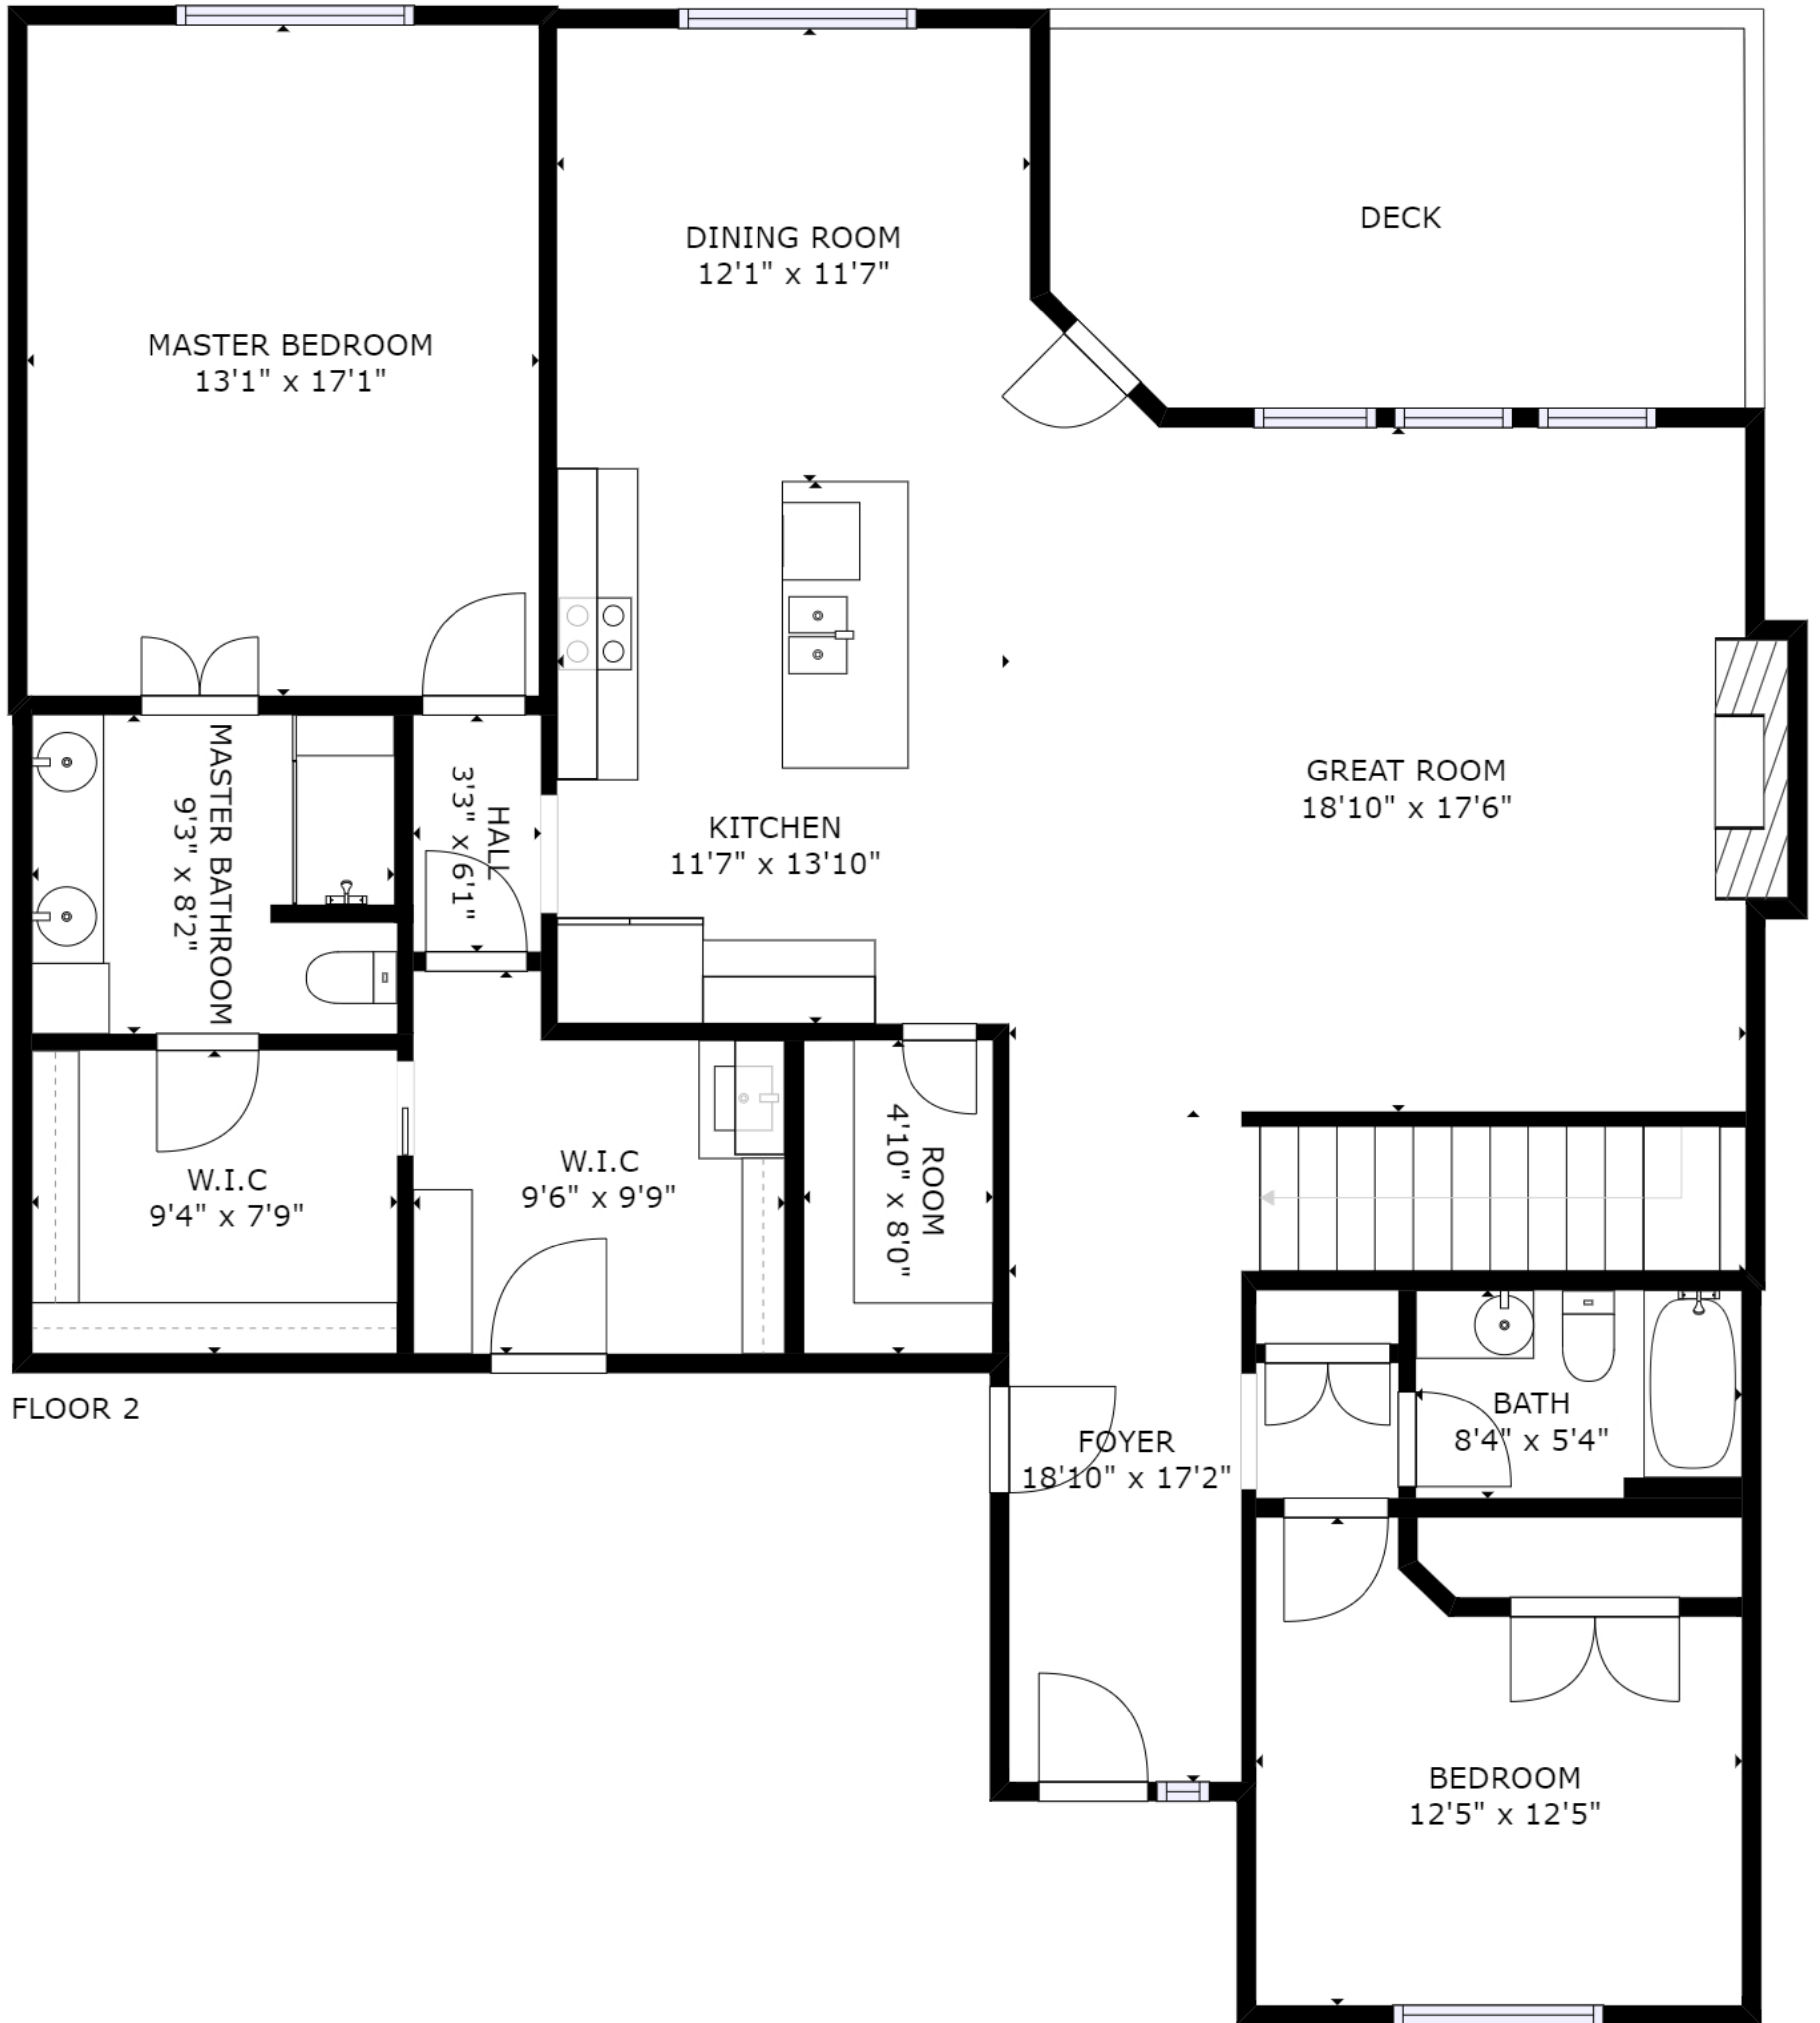 DINING ROOM
12'1" x 11'7"
DECK
MASTER BEDROOM
13'1" x 17'1"
MASTER BATHROOM
9'3" x 8'2"
HALL
3'3" x 6'1"
KITCHEN
11'7" x 13'10"
GREAT ROOM
18'10" x 17'6"
W.I.C
9'4" x 7'9"
W.I.C
9'6" x 9'9"
ROOM
4'10" x 8'0"
FLOOR 2
FOYER
18'10" x 17'2"
BATH
8'4" x 5'4"
BEDROOM
12'5" x 12'5"